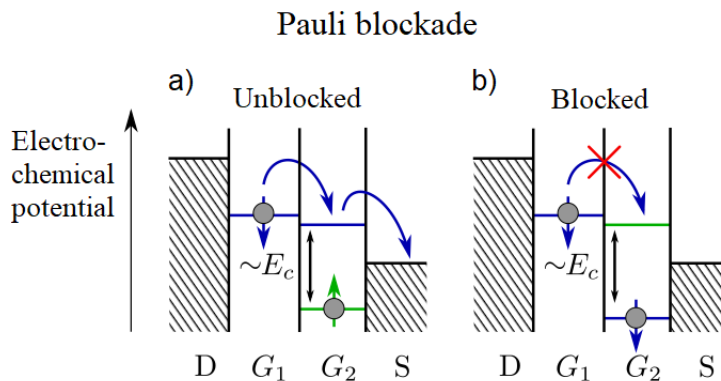 Pauli blockade
a)
Unblocked
b)
Blocked
Electro-
chemical
potential
~E_c
~E_c
D G_1 G_2 S
D G_1 G_2 S